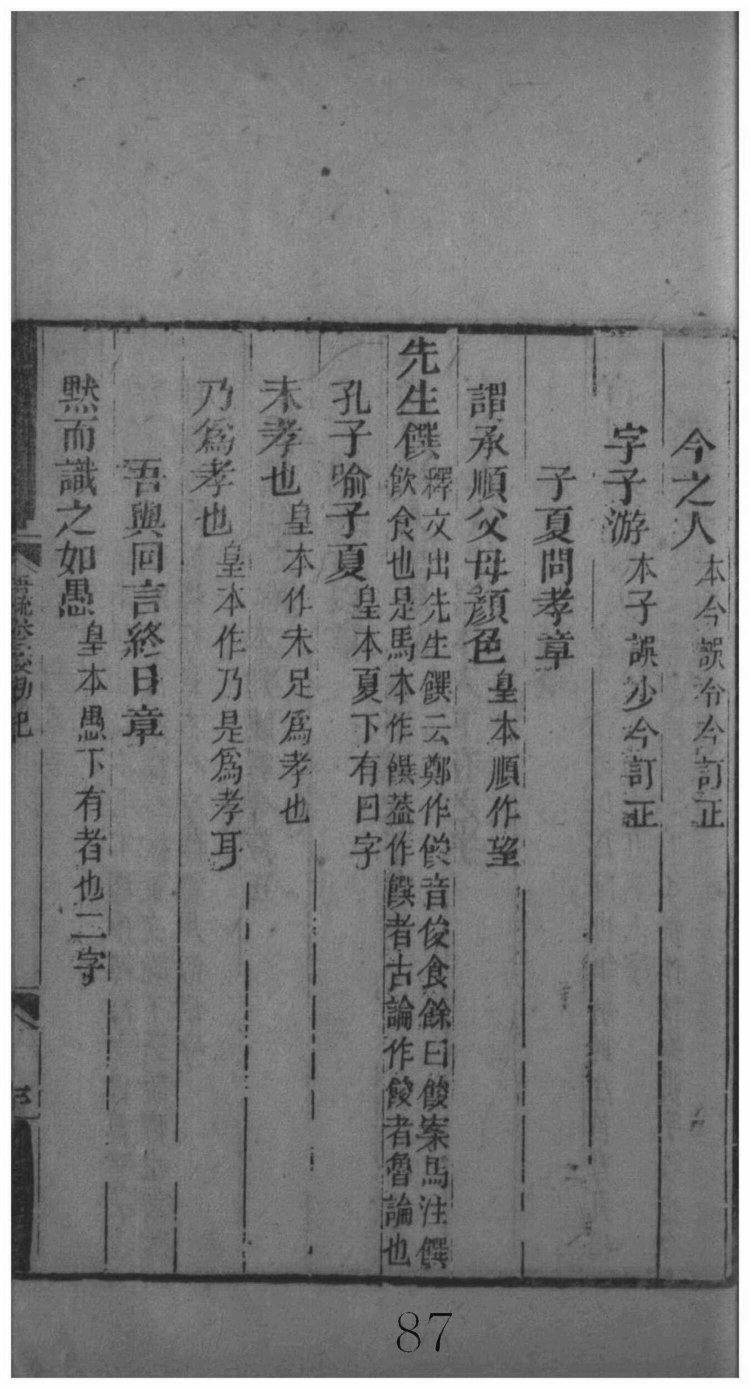 今之人 本今誤令今訂正
字子游 本子誤少今訂正
子夏問孝章
謂承順父母顏色 皇本順作望
先生饌 釋文出先生饌云鄭作餕音俊食餘曰餕案馬注饌
飲食也是馬本作饌葢作饌者古論作餕者魯論也
孔子喻子夏 皇本夏下有曰字
未孝也 皇本作未足爲孝也
乃爲孝也 皇本作乃是爲孝耳
吾與回言終日章
黙而識之如愚 皇本愚下有者也二字
87